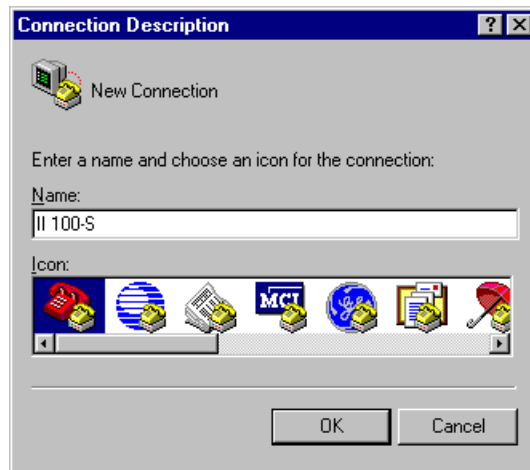 Connection Description
New Connection
Enter a name and choose an icon for the connection:
Name:
II 100-S
Icon:
MCI
OK
Cancel